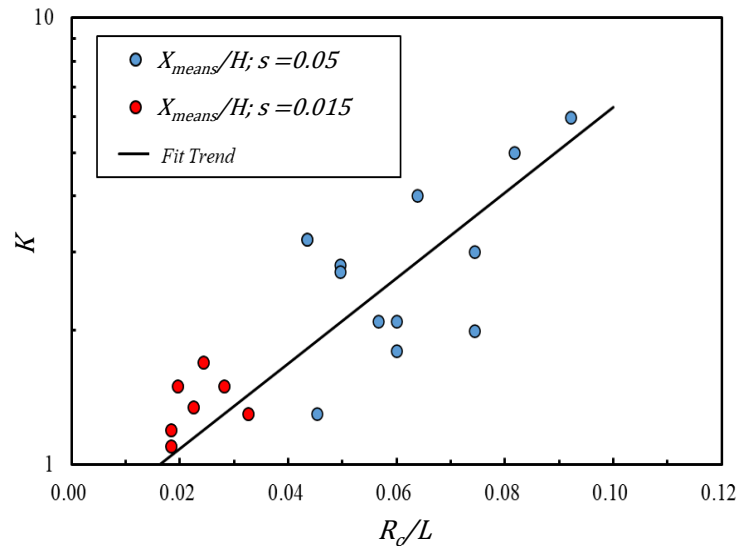 10
X_means/H; s = 0.05
X_means/H; s = 0.015
Fit Trend
K
1
0.00 0.02 0.04 0.06 0.08 0.10 0.12
R_c/L